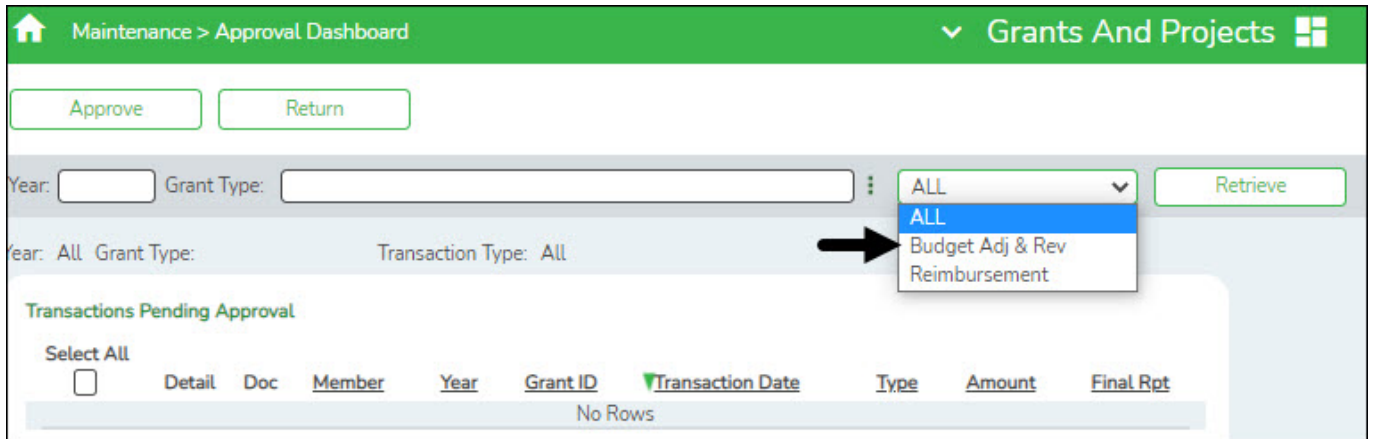 Maintenance > Approval Dashboard
Grants And Projects
Approve Return
Year: Grant Type: ALL Retrieve
ALL
Budget Adj & Rev
Reimbursement
Year: All Grant Type: Transaction Type: All
Transactions Pending Approval
Select All
Detail Doc Member Year Grant ID Transaction Date Type Amount Final Rpt
No Rows